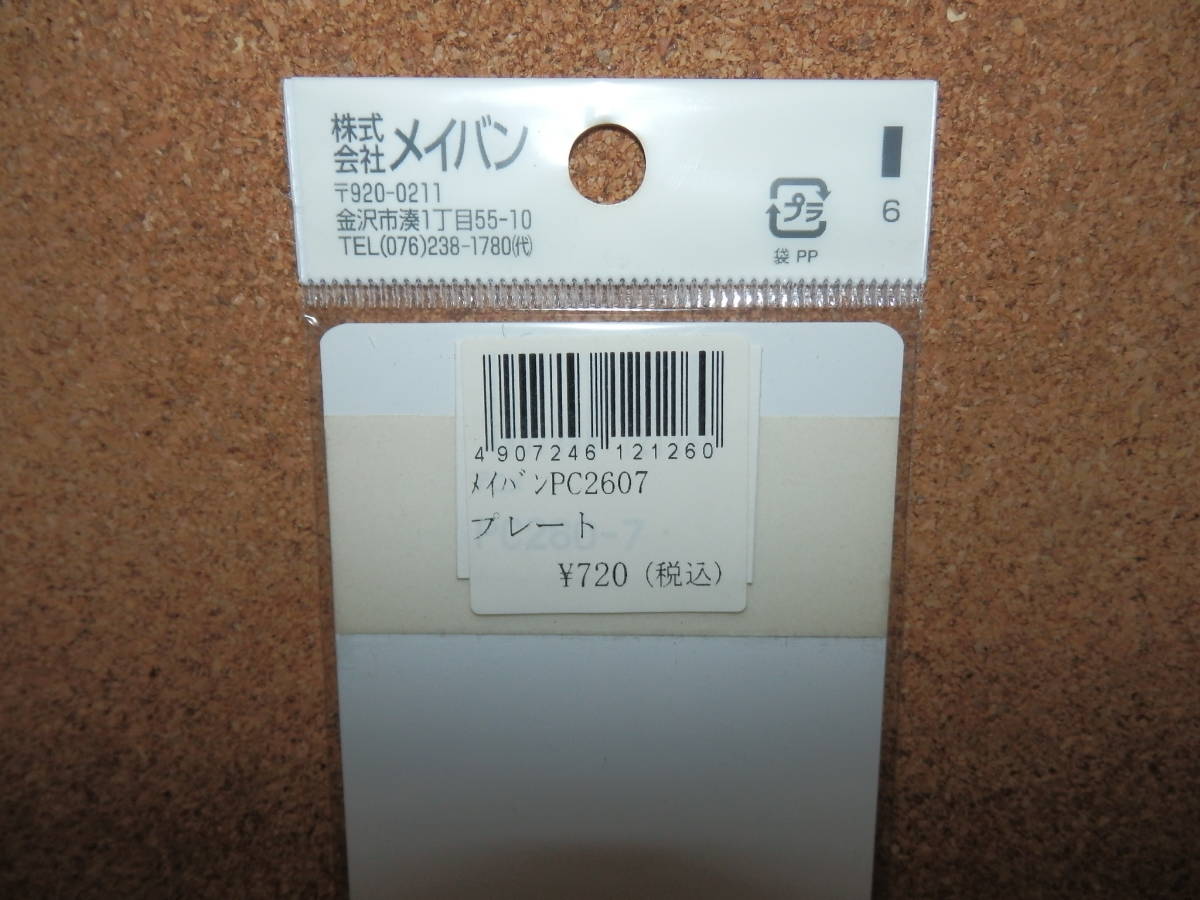 株式会社メイバン
〒920-0211
金沢市湊1丁目55-10
TEL(076)238-1780㈹
プラ
袋 PP
6
4 907246 121260
ﾒｲﾊﾞﾝPC2607
プレート
¥720 (税込)